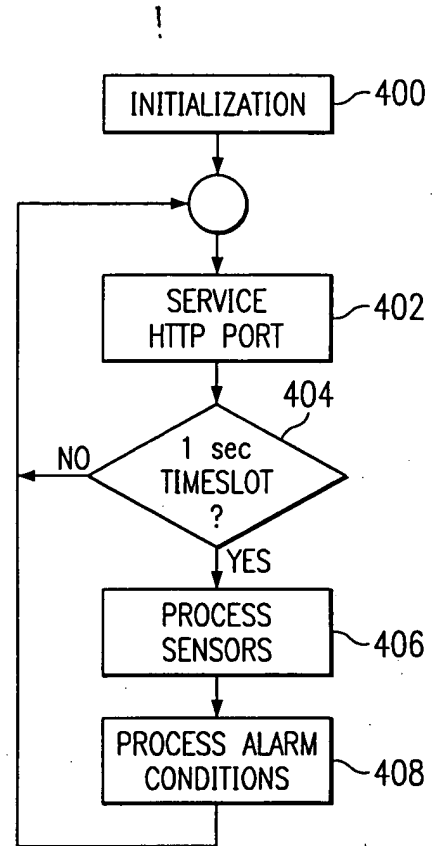 INITIALIZATION
400
SERVICE
HTTP PORT
402
404
1 sec
TIMESLOT
?
NO
YES
PROCESS
SENSORS
406
PROCESS ALARM
CONDITIONS
408